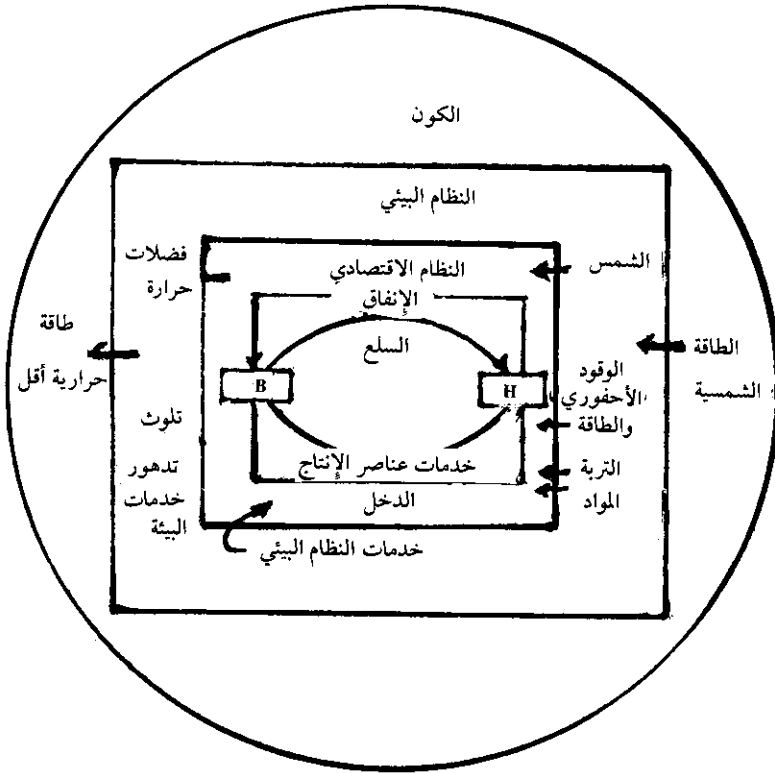 الكون
النظام البيئي
النظام الاقتصادي
الشمس
فضلات
حرارة
الإنفاق
السلع
الطاقة
الشمسية
طاقة
حرارية أقل
الوقود
الأحفوري
والطاقة
B
H
تلوث
تدهور
خدمات
البيئة
خدمات عناصر الإنتاج
الدخل
التربة
المواد
خدمات النظام البيئي